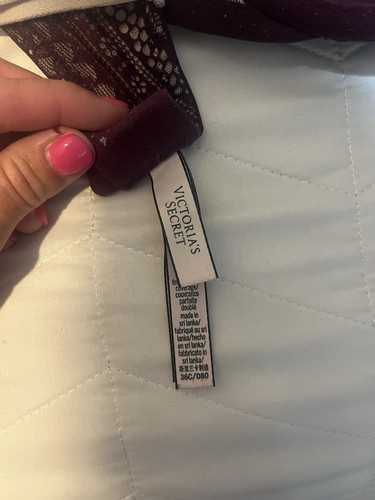 VICTORIA'S
SECRET
coverage/
couvrance
parfaite
double
made in
sri lanka/
fabriqué au sri
lanka/hecho
en sri lanka/
fabbricato in
sri lanka/
斯里兰卡制造
36C/D80